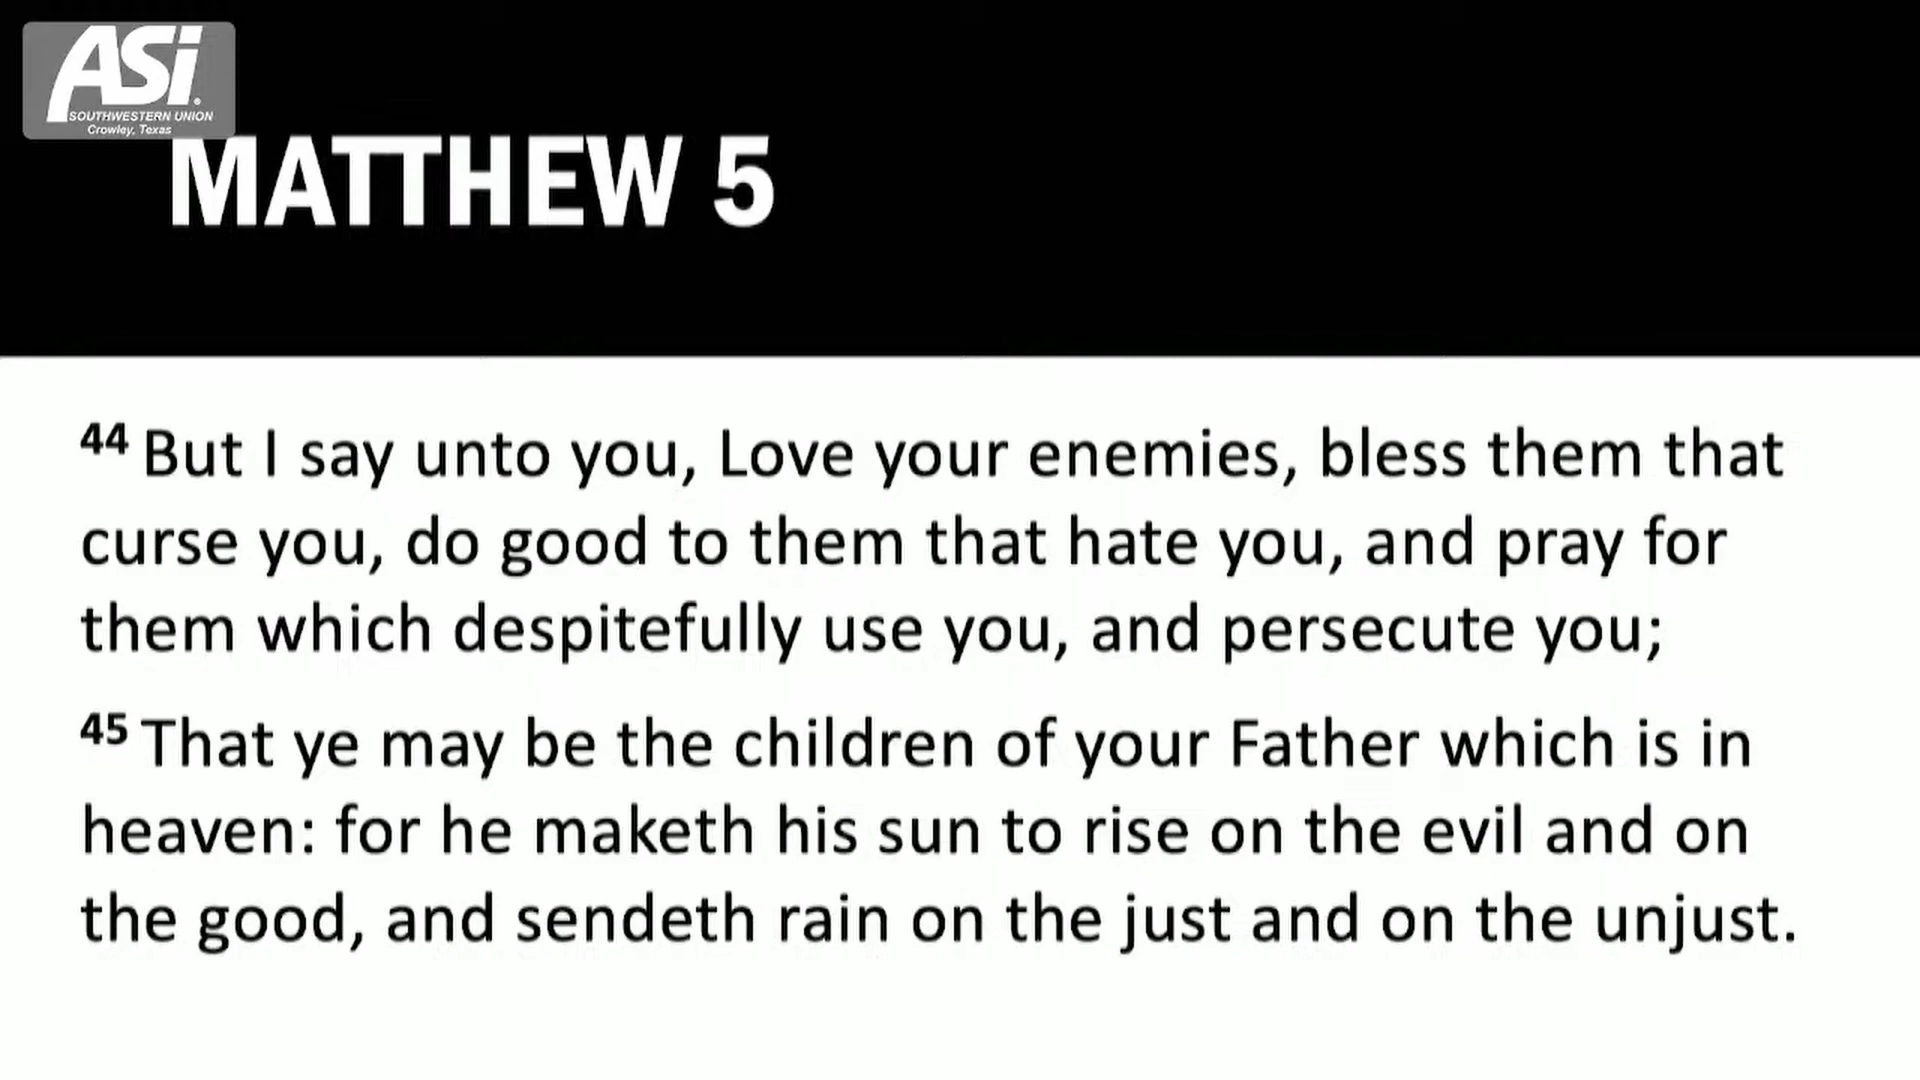 ASi.
SOUTHWESTERN UNION
Crowley, Texas
MATTHEW 5
44 But I say unto you, Love your enemies, bless them that
curse you, do good to them that hate you, and pray for
them which despitefully use you, and persecute you;
45 That ye may be the children of your Father which is in
heaven: for he maketh his sun to rise on the evil and on
the good, and sendeth rain on the just and on the unjust.